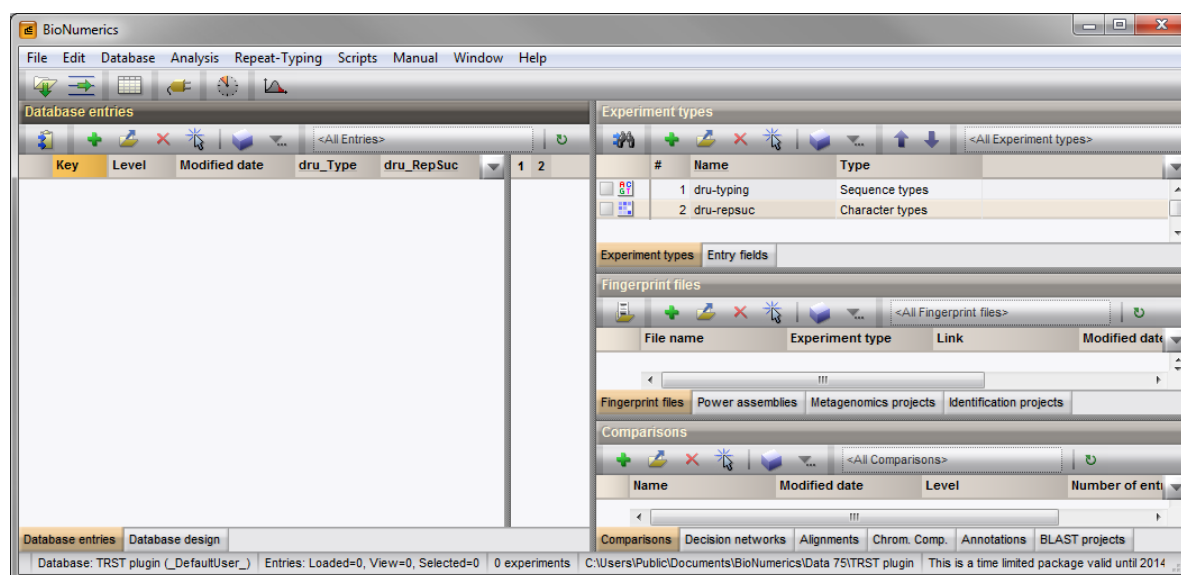 BioNumerics
File Edit Database Analysis Repeat-Typing Scripts Manual Window Help
Database entries
<All Entries>
Key Level Modified date dru_Type dru_RepSuc 1 2
Experiment types
<All Experiment types>
# Name Type
1 dru-typing Sequence types
2 dru-repsuc Character types
Experiment types Entry fields
Fingerprint files
<All Fingerprint files>
File name Experiment type Link Modified date
Fingerprint files Power assemblies Metagenomics projects Identification projects
Comparisons
<All Comparisons>
Name Modified date Level Number of entr
Comparisons Decision networks Alignments Chrom. Comp. Annotations BLAST projects
Database entries Database design
Database: TRST plugin (_DefaultUser_) Entries: Loaded=0, View=0, Selected=0 0 experiments C:\Users\Public\Documents\BioNumerics\Data 75\TRST plugin This is a time limited package valid until 2014